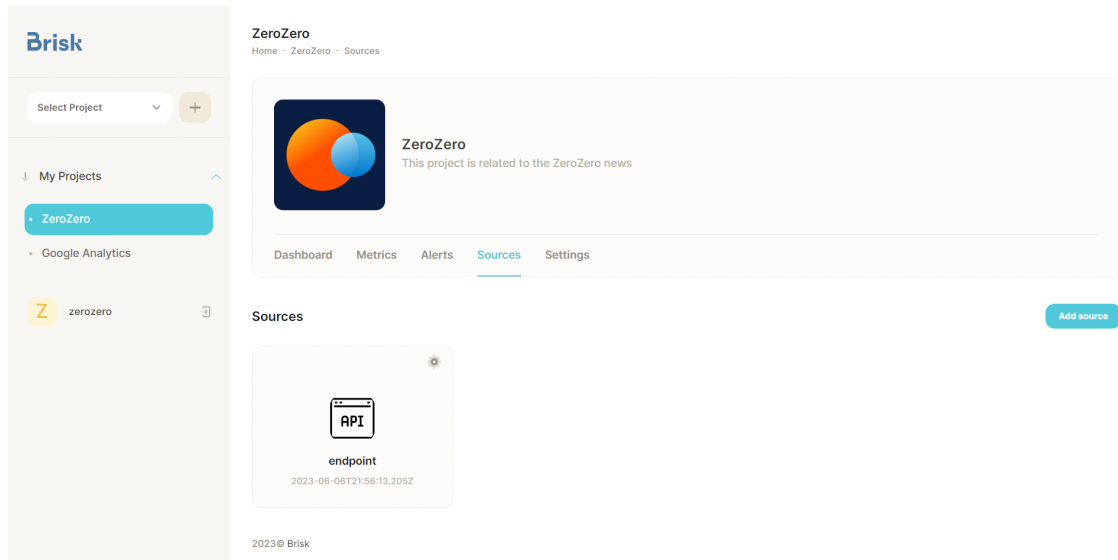 Brisk
Select Project
My Projects
ZeroZero
Google Analytics
Z
zerozero
ZeroZero
Home - ZeroZero - Sources
ZeroZero
This project is related to the ZeroZero news
Dashboard Metrics Alerts Sources Settings
Sources
Add source
API
endpoint
2023-06-06T21:56:13.205Z
2023© Brisk